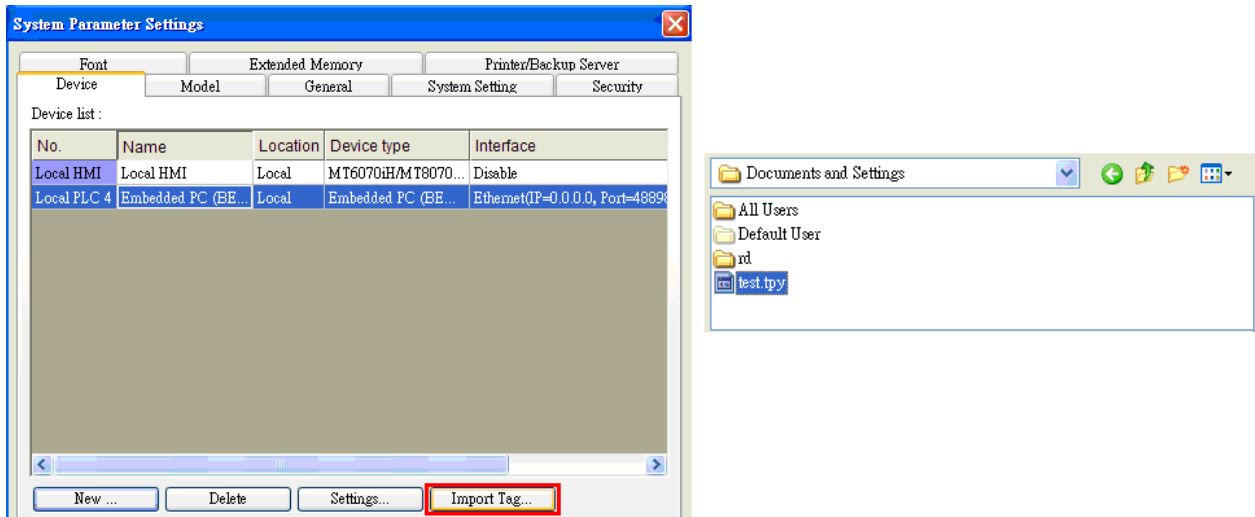 System Parameter Settings
Font Extended Memory Printer/Backup Server
Device Model General System Setting Security
Device list :
No. Name Location Device type Interface
Local HMI Local HMI Local MT6070iH/MT8070... Disable
Local PLC 4 Embedded PC (BE... Local Embedded PC (BE... Ethernet(IP=0.0.0.0, Port=48898
New ... Delete Settings... Import Tag...
Documents and Settings
All Users
Default User
rd
test.tpy